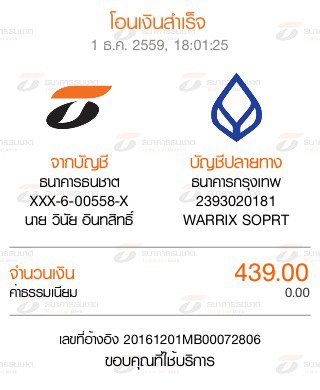 โอนเงินสำเร็จ
1 ธ.ค. 2559, 18:01:25
จากบัญชี
ธนาคารธนชาต
XXX-6-00558-X
นาย วินัย อินทสิทธิ์
บัญชีปลายทาง
ธนาคารกรุงเทพ
2393020181
WARRIX SOPRT
จำนวนเงิน 439.00
ค่าธรรมเนียม 0.00
เลขที่อ้างอิง 20161201MB00072806
ขอบคุณที่ใช้บริการ